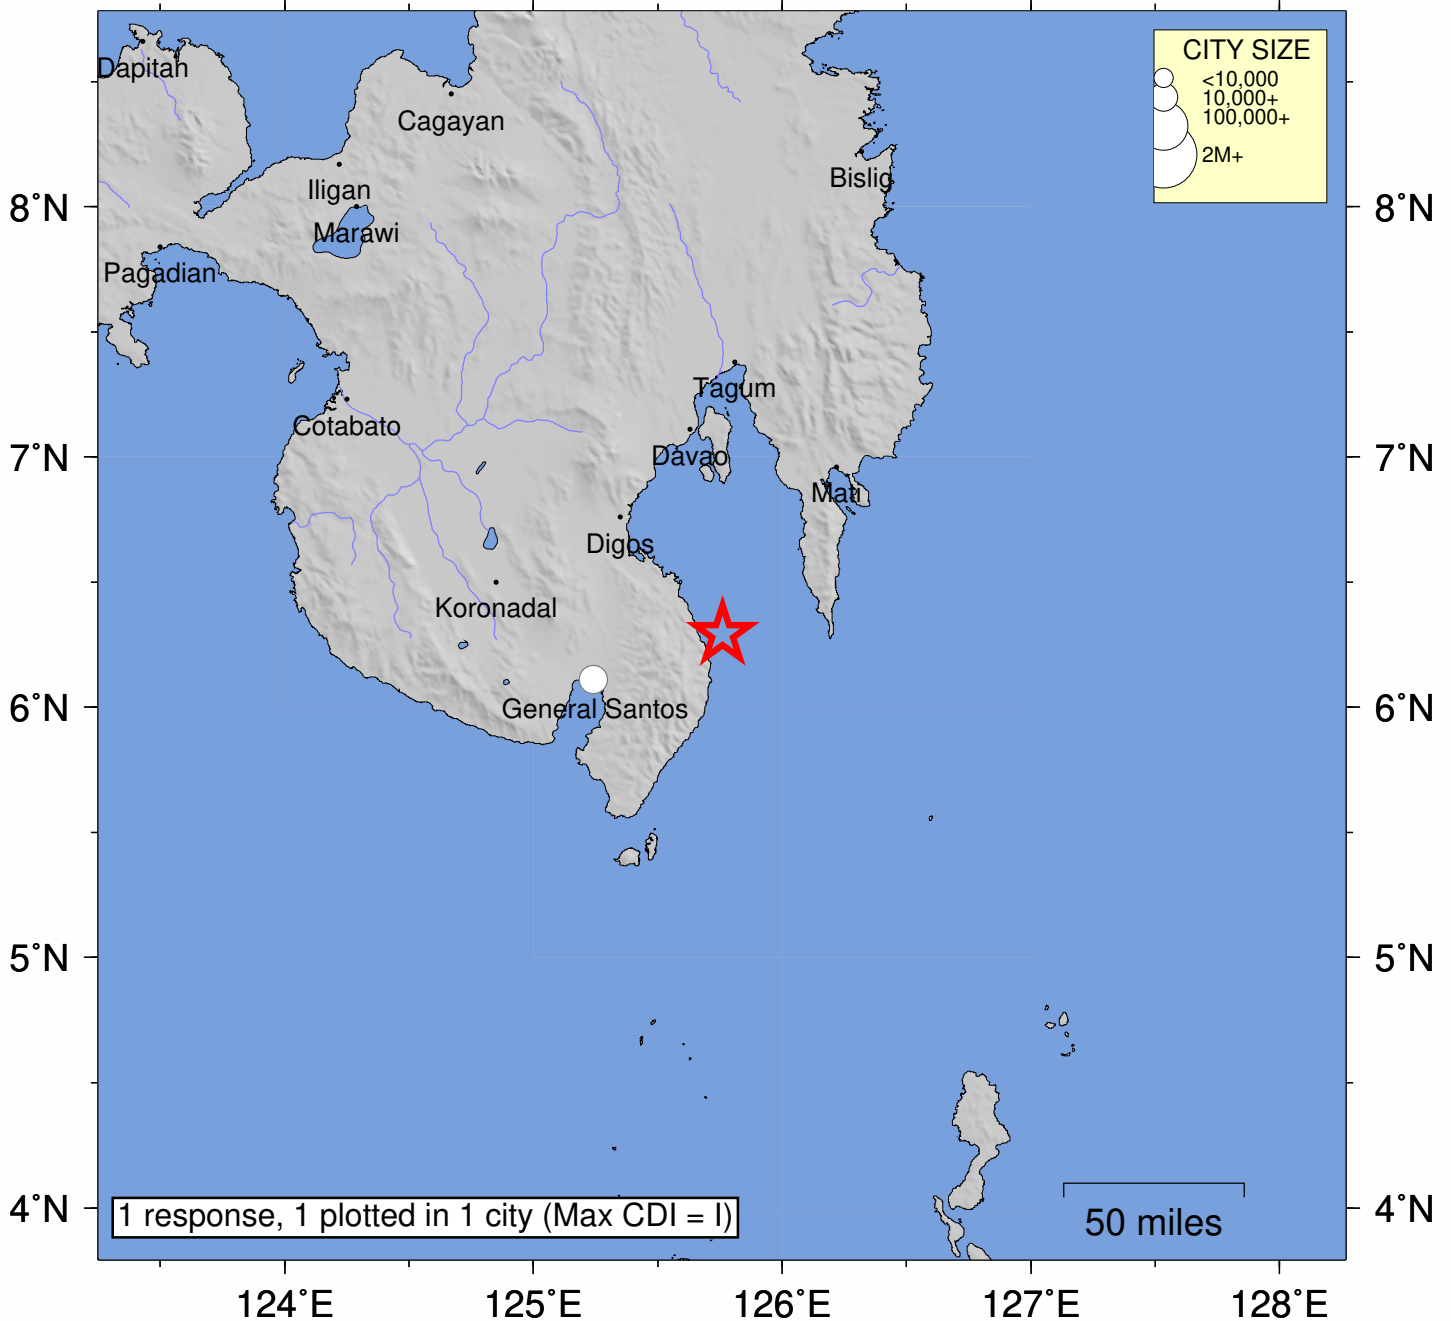 Dapitan
Cagayan
Iligan
Marawi
Pagadian
Bislig
CITY SIZE
<10,000
10,000+
100,000+
2M+
8°N
8°N
Tagum
Cotabato
Davao
7°N
7°N
Mati
Digos
Koronadal
General Santos
6°N
6°N
5°N
5°N
4°N
4°N
1 response, 1 plotted in 1 city (Max CDI = I)
50 miles
124°E
125°E
126°E
127°E
128°E